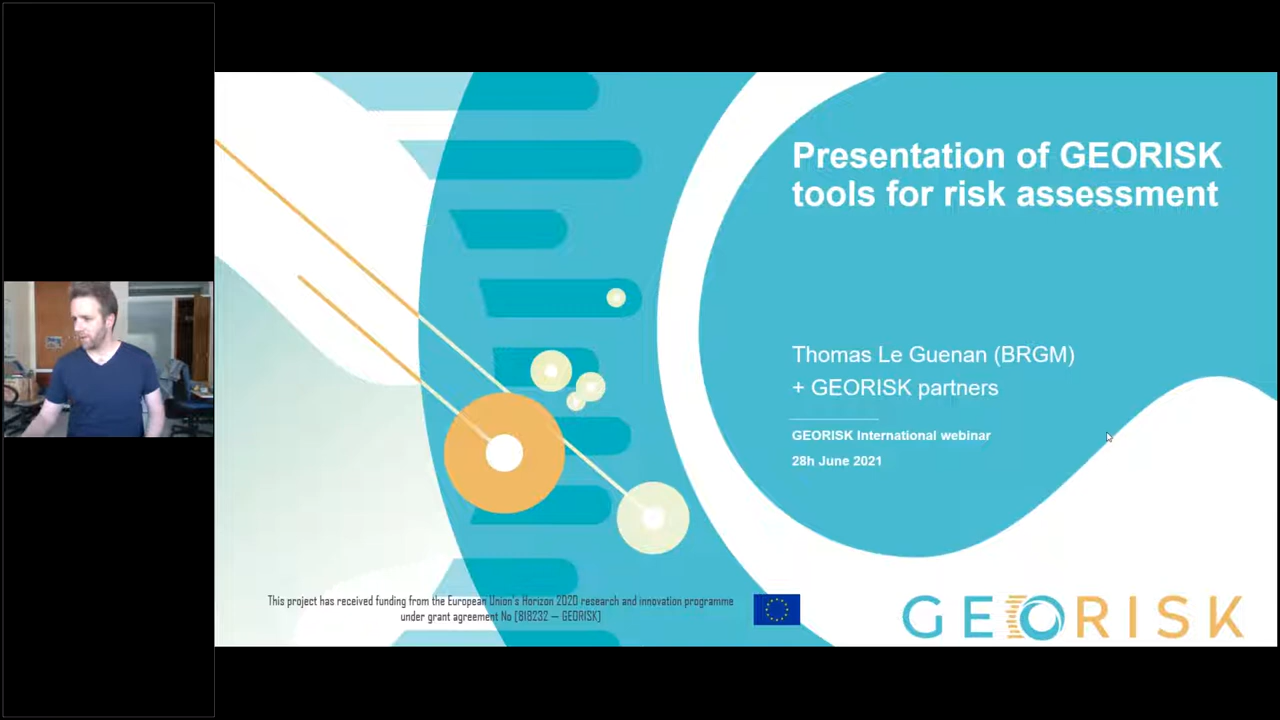 Presentation of GEORISK
tools for risk assessment
Thomas Le Guenan (BRGM)
+ GEORISK partners
GEORISK International webinar
28h June 2021
This project has received funding from the European Union's Horizon 2020 research and innovation programme
under grant agreement No [818232 — GEORISK]
GEORISK